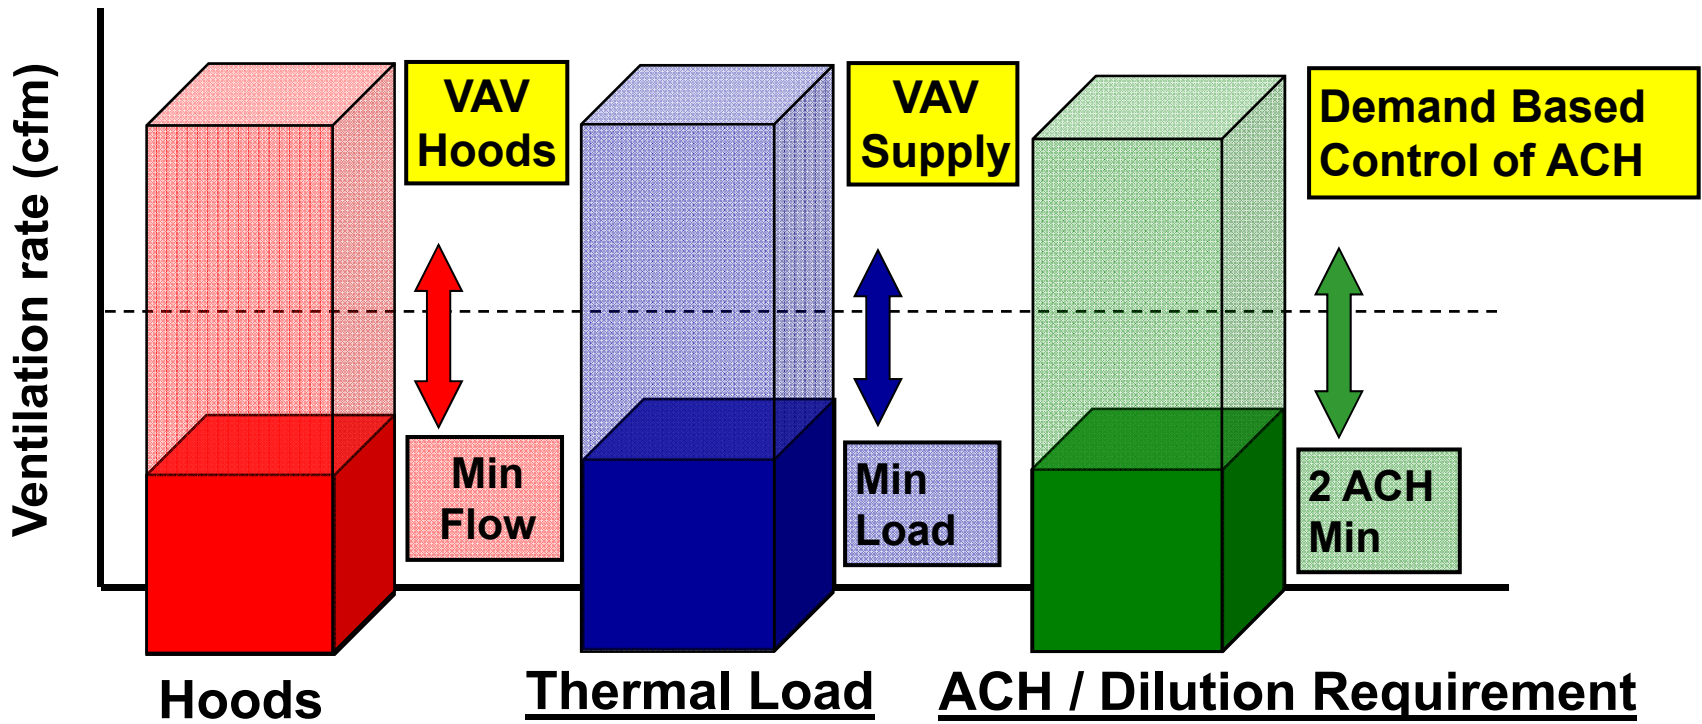 Ventilation rate (cfm)
VAV
Hoods
VAV
Supply
Demand Based
Control of ACH
Min
Flow
Min
Load
2 ACH
Min
Hoods
Thermal Load
ACH / Dilution Requirement